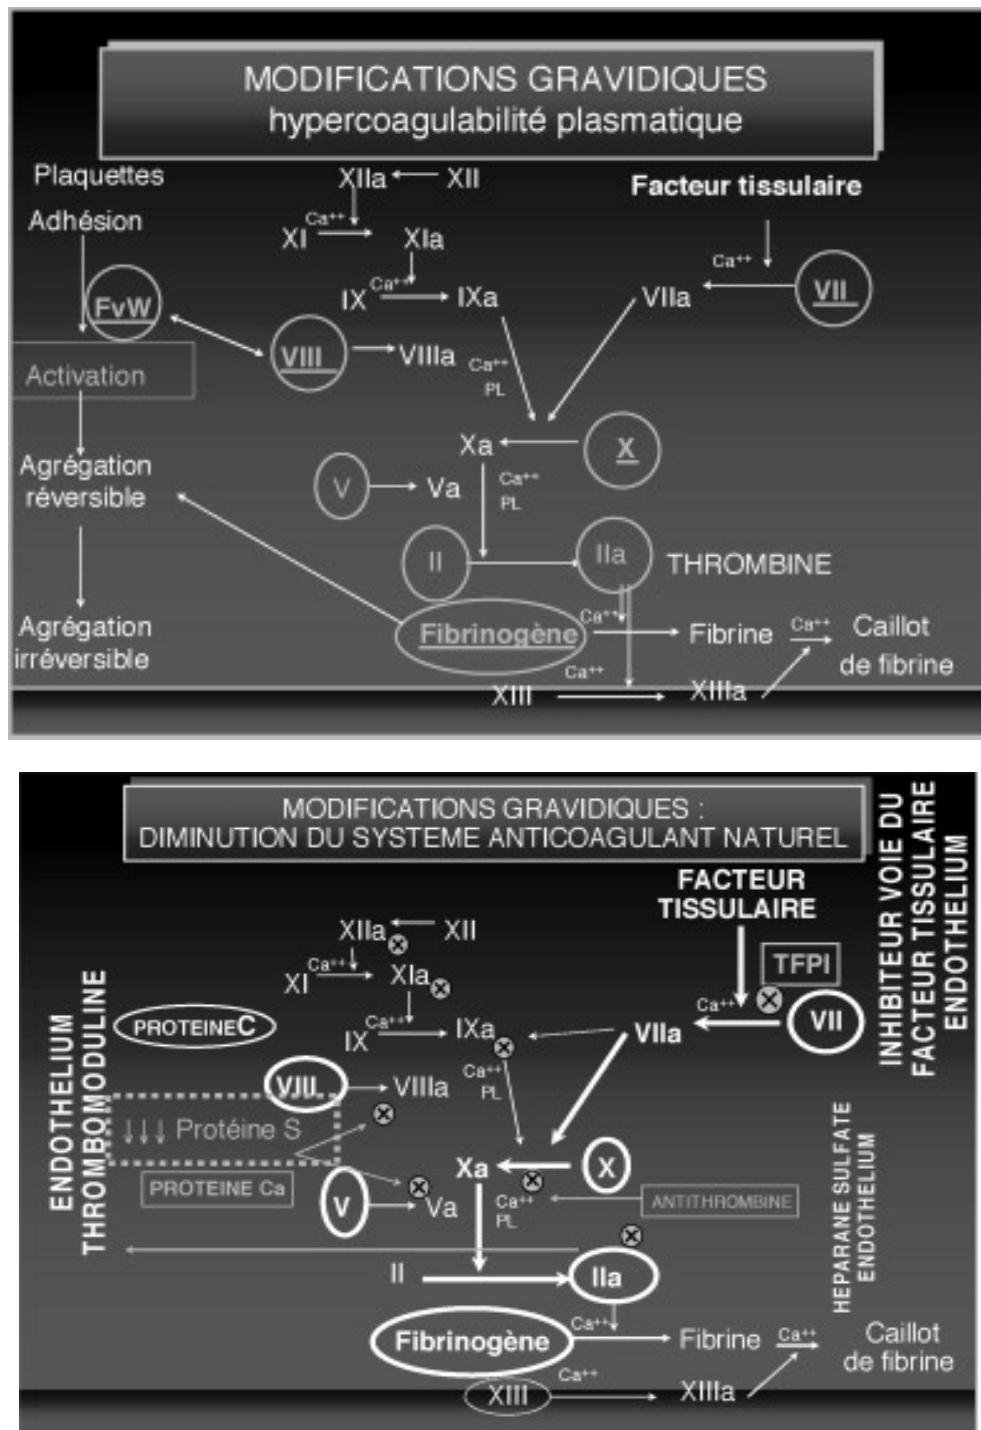 MODIFICATIONS GRAVIDIQUES
hypercoagulabilité plasmatique
Plaquettes
XIIa
XII
Facteur tissulaire
Adhésion
Ca++
XI
XIa
Ca++
VII
FvW
IX
Ca++
IXa
VIIa
VIII
VIIIa
Ca++
PL
Activation
Xa
X
Agrégation
réversible
V
Va
Ca++
PL
II
IIa
THROMBINE
Fibrinogène
Ca++
Fibrine
Ca++
Caillot
de fibrine
Agrégation
irréversible
XIII
Ca++
XIIIa
MODIFICATIONS GRAVIDIQUES :
DIMINUTION DU SYSTEME ANTICOAGULANT NATUREL
INHIBITEUR VOIE DU
FACTEUR TISSULAIRE
ENDOTHELIUM
FACTEUR
TISSULAIRE
XIIa
XII
TFPI
XI
Ca++
XIa
Ca++
VII
ENDOTHELIUM
THROMBOMODULINE
PROTEINE C
IX
Ca++
IXa
VIIa
VIII
VIIIa
Ca++
PL
↓↓↓ Protéine S
Xa
X
PROTEINE Ca
V
Va
Ca++
PL
ANTITHROMBINE
HEPARANE SULFATE
ENDOTHELIUM
II
IIa
Fibrinogène
Ca++
Fibrine
Ca++
Caillot
de fibrine
XIII
Ca++
XIIIa